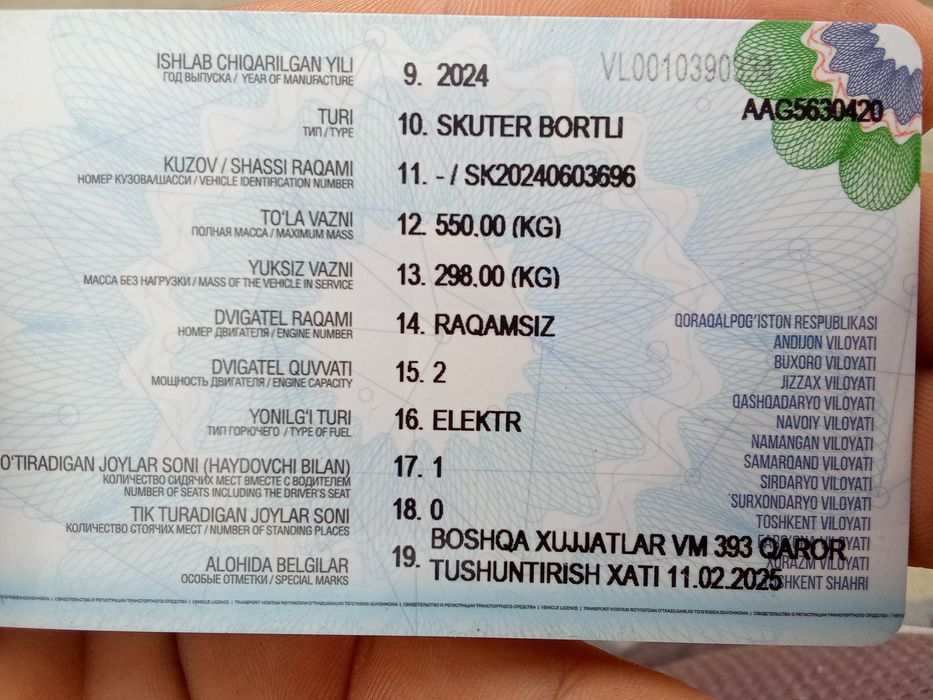 ISHLAB CHIQARILGAN YILI
ГОД ВЫПУСКА / YEAR OF MANUFACTURE
9. 2024
VL0010390
AAG5630420
TURI
ТИП / TYPE
10. SKUTER BORTLI
KUZOV / SHASSI RAQAMI
НОМЕР КУЗОВА/ШАССИ / VEHICLE IDENTIFICATION NUMBER
11. - / SK20240603696
TO'LA VAZNI
ПОЛНАЯ МАССА / MAXIMUM MASS
12. 550.00 (KG)
YUKSIZ VAZNI
МАССА БЕЗ НАГРУЗКИ / MASS OF THE VEHICLE IN SERVICE
13. 298.00 (KG)
DVIGATEL RAQAMI
НОМЕР ДВИГАТЕЛЯ / ENGINE NUMBER
14. RAQAMSIZ
DVIGATEL QUVVATI
МОЩНОСТЬ ДВИГАТЕЛЯ / ENGINE CAPACITY
15. 2
YONILG'I TURI
ТИП ГОРЮЧЕГО / TYPE OF FUEL
16. ELEKTR
O'TIRADIGAN JOYLAR SONI (HAYDOVCHI BILAN)
КОЛИЧЕСТВО СИДЯЧИХ МЕСТ ВМЕСТЕ С ВОДИТЕЛЕМ
NUMBER OF SEATS INCLUDING THE DRIVER'S SEAT
17. 1
TIK TURADIGAN JOYLAR SONI
КОЛИЧЕСТВО СТОЯЧИХ МЕСТ / NUMBER OF STANDING PLACES
18. 0
ALOHIDA BELGILAR
ОСОБЫЕ ОТМЕТКИ / SPECIAL MARKS
19. BOSHQA XUJJATLAR VM 393 QAROR
TUSHUNTIRISH XATI 11.02.2025
QORAQALPOG'ISTON RESPUBLIKASI
ANDIJON VILOYATI
BUXORO VILOYATI
JIZZAX VILOYATI
QASHQADARYO VILOYATI
NAVOIY VILOYATI
NAMANGAN VILOYATI
SAMARQAND VILOYATI
SIRDARYO VILOYATI
SURXONDARYO VILOYATI
TOSHKENT VILOYATI
VILOYATI
XORAZM VILOYATI
SHKENT SHAHRI